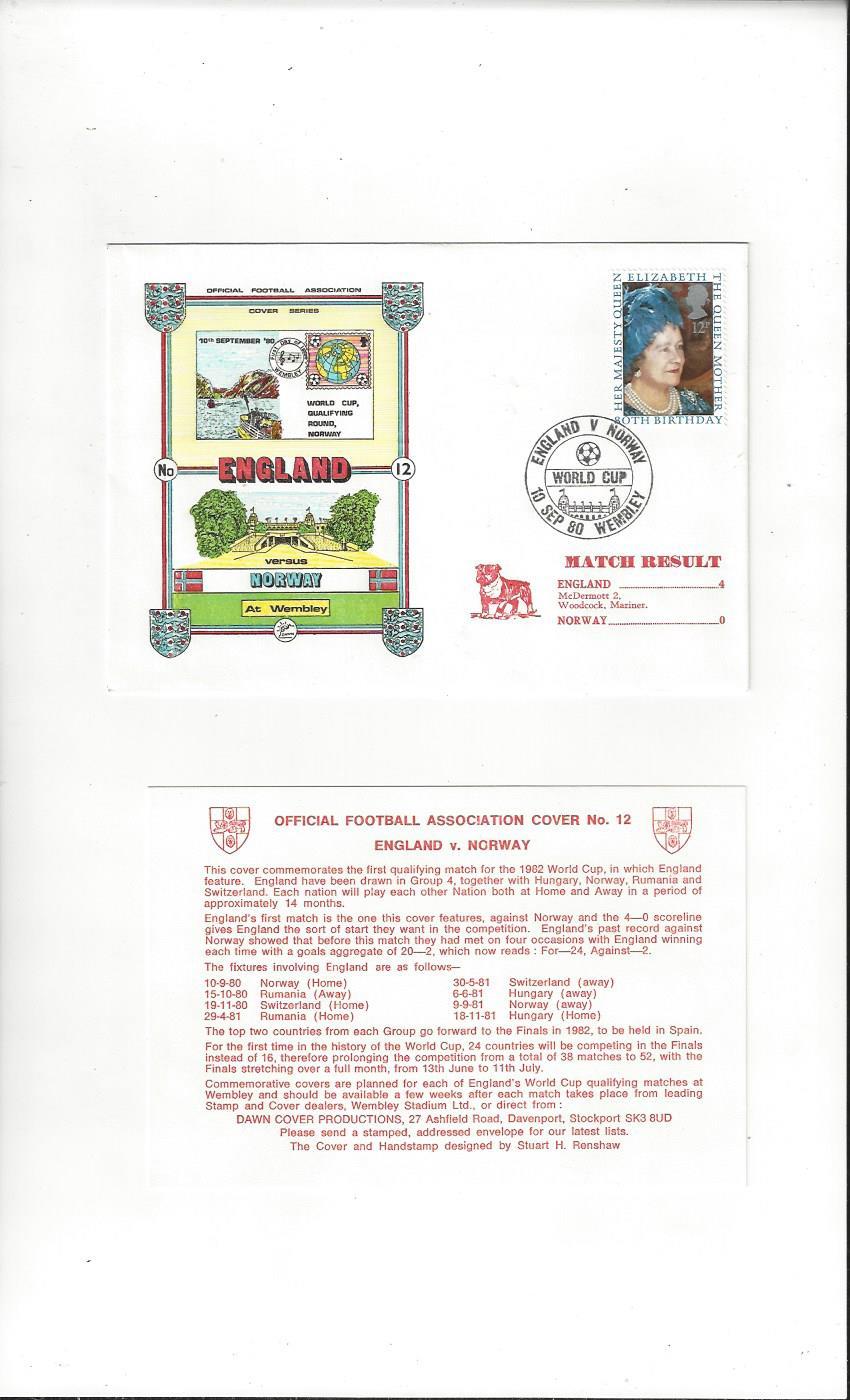 OFFICIAL FOOTBALL ASSOCIATION
COVER SERIES
10th SEPTEMBER '80
FIRST DAY OF ISSUE
WEMBLEY
WORLD CUP,
QUALIFYING
ROUND,
NORWAY
No
ENGLAND
12
versus
NORWAY
At Wembley
HER MAJESTY QUEEN ELIZABETH THE QUEEN MOTHER
12P
80TH BIRTHDAY
ENGLAND V NORWAY
WORLD CUP
10 SEP 80 WEMBLEY
MATCH RESULT
ENGLAND 4
McDermott 2,
Woodcock, Mariner.
NORWAY 0
OFFICIAL FOOTBALL ASSOCIATION COVER No. 12
ENGLAND v. NORWAY
This cover commemorates the first qualifying match for the 1982 World Cup, in which England
feature. England have been drawn in Group 4, together with Hungary, Norway, Rumania and
Switzerland. Each nation will play each other Nation both at Home and Away in a period of
approximately 14 months.
England's first match is the one this cover features, against Norway and the 4—0 scoreline
gives England the sort of start they want in the competition. England's past record against
Norway showed that before this match they had met on four occasions with England winning
each time with a goals aggregate of 20—2, which now reads : For—24, Against—2.
The fixtures involving England are as follows—
10-9-80 Norway (Home) 30-5-81 Switzerland (away)
15-10-80 Rumania (Away) 6-6-81 Hungary (away)
19-11-80 Switzerland (Home) 9-9-81 Norway (away)
29-4-81 Rumania (Home) 18-11-81 Hungary (Home)
The top two countries from each Group go forward to the Finals in 1982, to be held in Spain.
For the first time in the history of the World Cup, 24 countries will be competing in the Finals
instead of 16, therefore prolonging the competition from a total of 38 matches to 52, with the
Finals stretching over a full month, from 13th June to 11th July.
Commemorative covers are planned for each of England's World Cup qualifying matches at
Wembley and should be available a few weeks after each match takes place from leading
Stamp and Cover dealers, Wembley Stadium Ltd., or direct from :
DAWN COVER PRODUCTIONS, 27 Ashfield Road, Davenport, Stockport SK3 8UD
Please send a stamped, addressed envelope for our latest lists.
The Cover and Handstamp designed by Stuart H. Renshaw